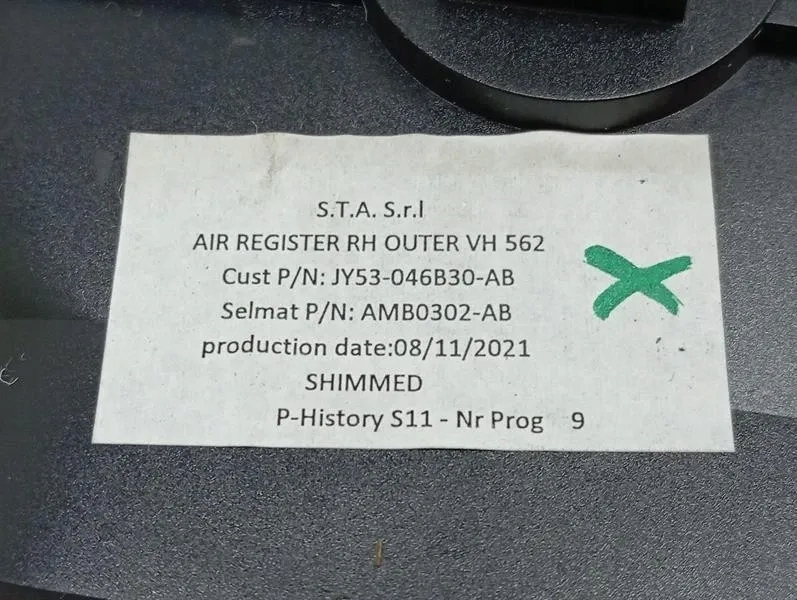 S.T.A. S.r.l
AIR REGISTER RH OUTER VH 562
Cust P/N: JY53-046B30-AB
Selmat P/N: AMB0302-AB
production date:08/11/2021
SHIMMED
P-History S11 - Nr Prog 9